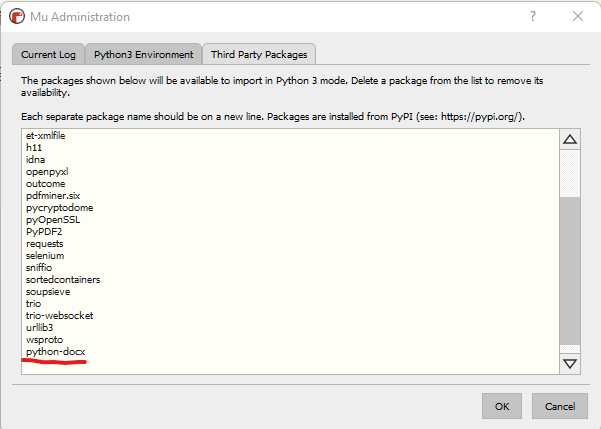 Mu Administration
?
Current Log
Python3 Environment
Third Party Packages
The packages shown below will be available to import in Python 3 mode. Delete a package from the list to remove its
availability.
Each separate package name should be on a new line. Packages are installed from PyPI (see: https://pypi.org/).
et-xmlfile
h11
idna
openpyxl
outcome
pdfminer.six
pycryptodome
pyOpenSSL
PyPDF2
requests
selenium
sniffio
sortedcontainers
soupsieve
trio
trio-websocket
urllib3
wsproto
python-docx
OK
Cancel